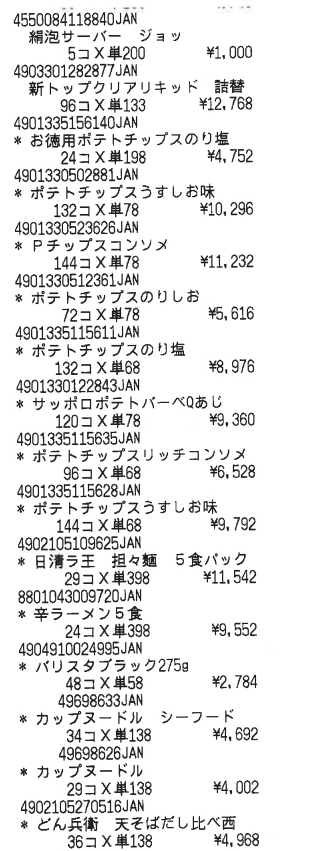 4550084118840JAN
絹泡サーバー ジョッ
5コX単200 ¥1,000
4903301282877JAN
新トップクリアリキッド 詰替
96コX単133 ¥12,768
4901335156140JAN
* お徳用ポテトチップスのり塩
24コX単198 ¥4,752
4901330502881JAN
* ポテトチップスうすしお味
132コX単78 ¥10,296
4901330523626JAN
* Pチップスコンソメ
144コX単78 ¥11,232
4901330512361JAN
* ポテトチップスのりしお
72コX単78 ¥5,616
4901335115611JAN
* ポテトチップスのり塩
132コX単68 ¥8,976
4901330122843JAN
* サッポロポテトバーベQあじ
120コX単78 ¥9,360
4901335115635JAN
* ポテトチップスリッチコンソメ
96コX単68 ¥6,528
4901335115628JAN
* ポテトチップスうすしお味
144コX単68 ¥9,792
4902105109625JAN
* 日清ラ王 担々麺 5食パック
29コX単398 ¥11,542
8801043009720JAN
* 辛ラーメン5食
24コX単398 ¥9,552
4904910024995JAN
* バリスタブラック275g
48コX単58 ¥2,784
49698633JAN
* カップヌードル シーフード
34コX単138 ¥4,692
49698626JAN
* カップヌードル
29コX単138 ¥4,002
4902105270516JAN
* どん兵衛 天そばだし比べ西
36コX単138 ¥4,968